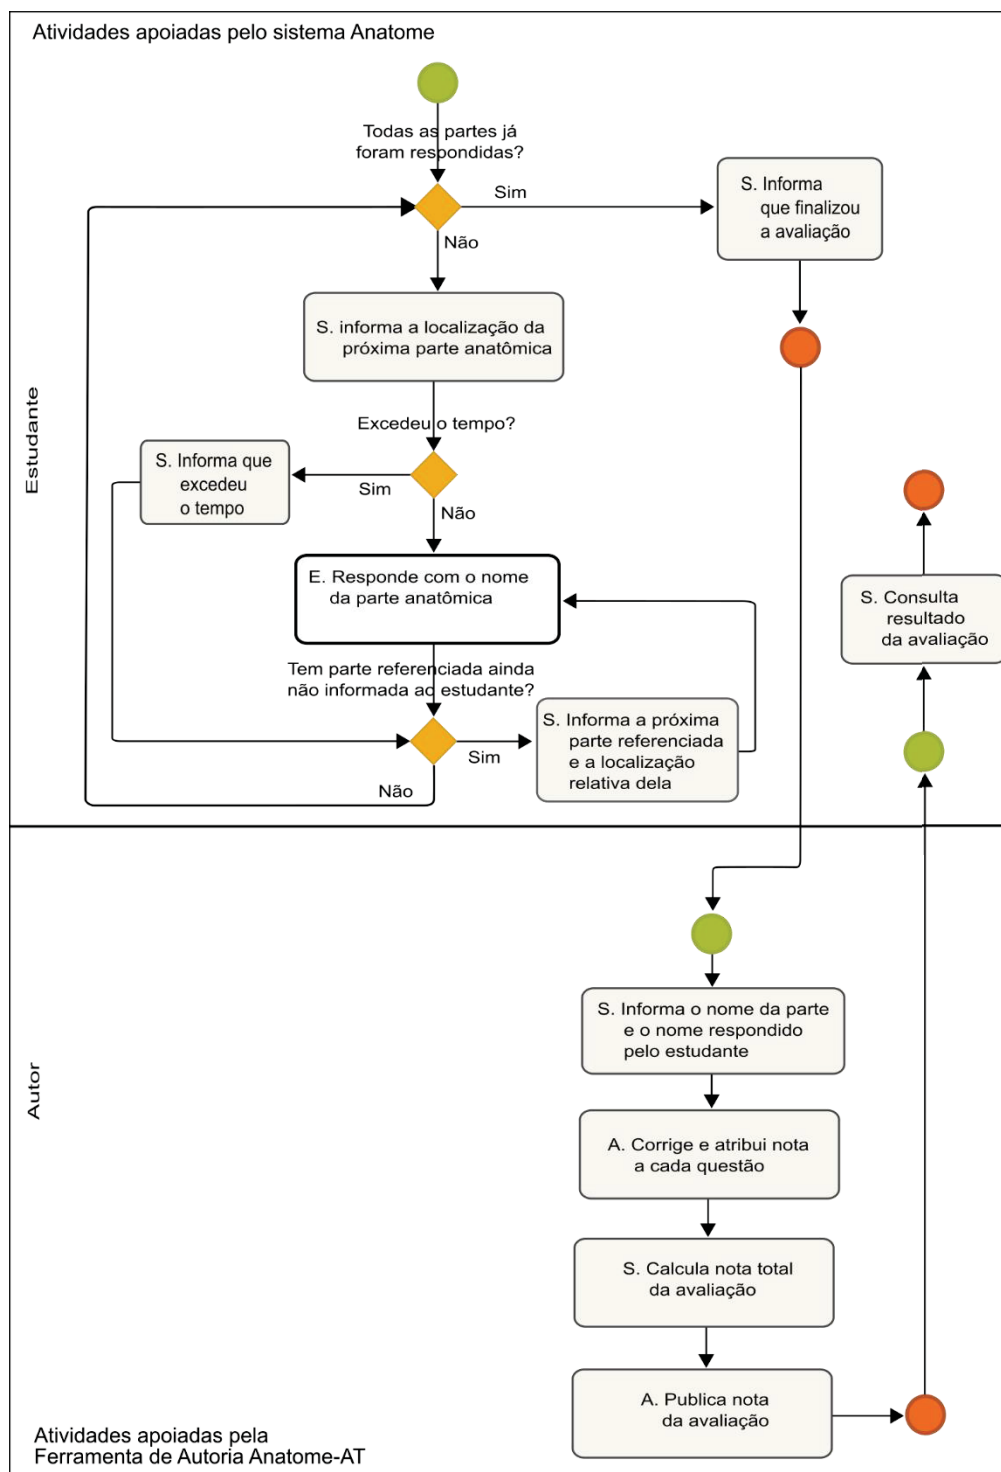 Atividades apoiadas pelo sistema Anatome
Todas as partes já
foram respondidas?
Sim
S. Informa
que finalizou
a avaliação
Não
S. informa a localização da
próxima parte anatômica
Excedeu o tempo?
S. Informa que
excedeu
o tempo
Sim
Não
Estudante
E. Responde com o nome
da parte anatômica
S. Consulta
resultado
da avaliação
Tem parte referenciada ainda
não informada ao estudante?
S. Informa a próxima
parte referenciada
e a localização
relativa dela
Sim
Não
S. Informa o nome da parte
e o nome respondido
pelo estudante
Autor
A. Corrige e atribui nota
a cada questão
S. Calcula nota total
da avaliação
A. Publica nota
da avaliação
Atividades apoiadas pela
Ferramenta de Autoria Anatome-AT